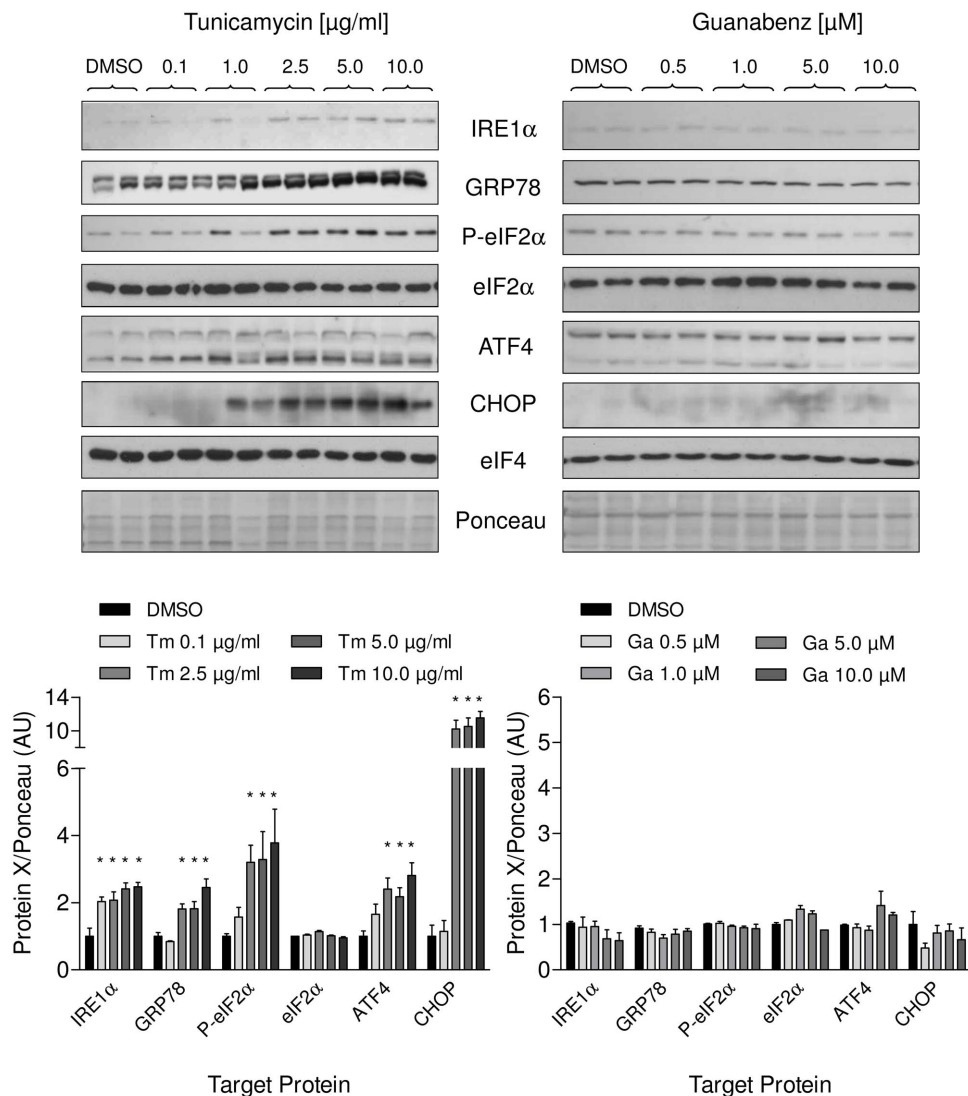 Tunicamycin [µg/ml] Guanabenz [µM]
DMSO 0.1 1.0 2.5 5.0 10.0 DMSO 0.5 1.0 5.0 10.0
IRE1α
GRP78
P-eIF2α
eIF2α
ATF4
CHOP
eIF4
Ponceau
DMSO
Tm 0.1 µg/ml Tm 5.0 µg/ml
Tm 2.5 µg/ml Tm 10.0 µg/ml
DMSO
Ga 0.5 µM Ga 5.0 µM
Ga 1.0 µM Ga 10.0 µM
Protein X/Ponceau (AU)
14
10
6
4
2
0
* * * * * * * * * * * * * * * *
IRE1α GRP78 P-eIF2α eIF2α ATF4 CHOP
Target Protein
Protein X/Ponceau (AU)
6
5
4
3
2
1
0
IRE1α GRP78 P-eIF2α eIF2α ATF4 CHOP
Target Protein